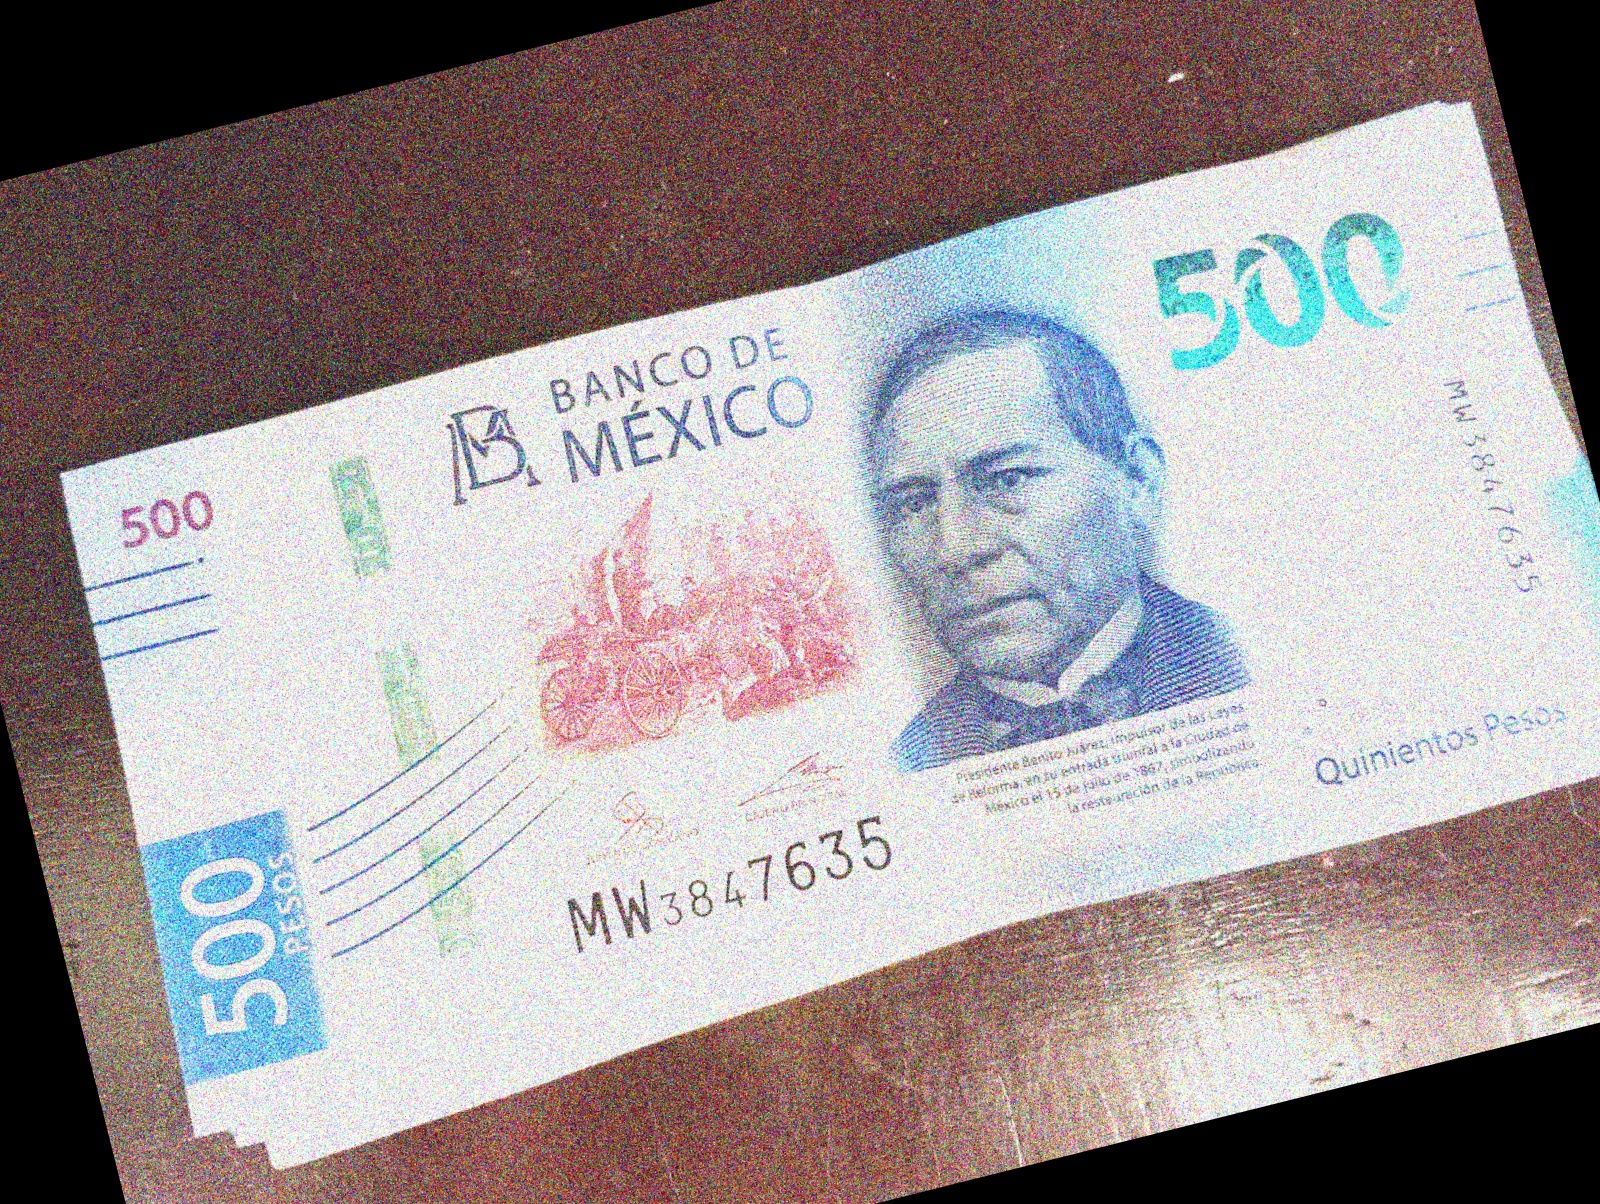 BANCO DE
MÉXICO
500
500
MW3847635
Presidente Benito Juárez, impulsor de las Leyes
de Reforma, en su entrada triunfal a la Ciudad de
México el 15 de julio de 1867, simbolizando
la restauración de la República
Quinientos Pesos
MW3847635
500
PESOS